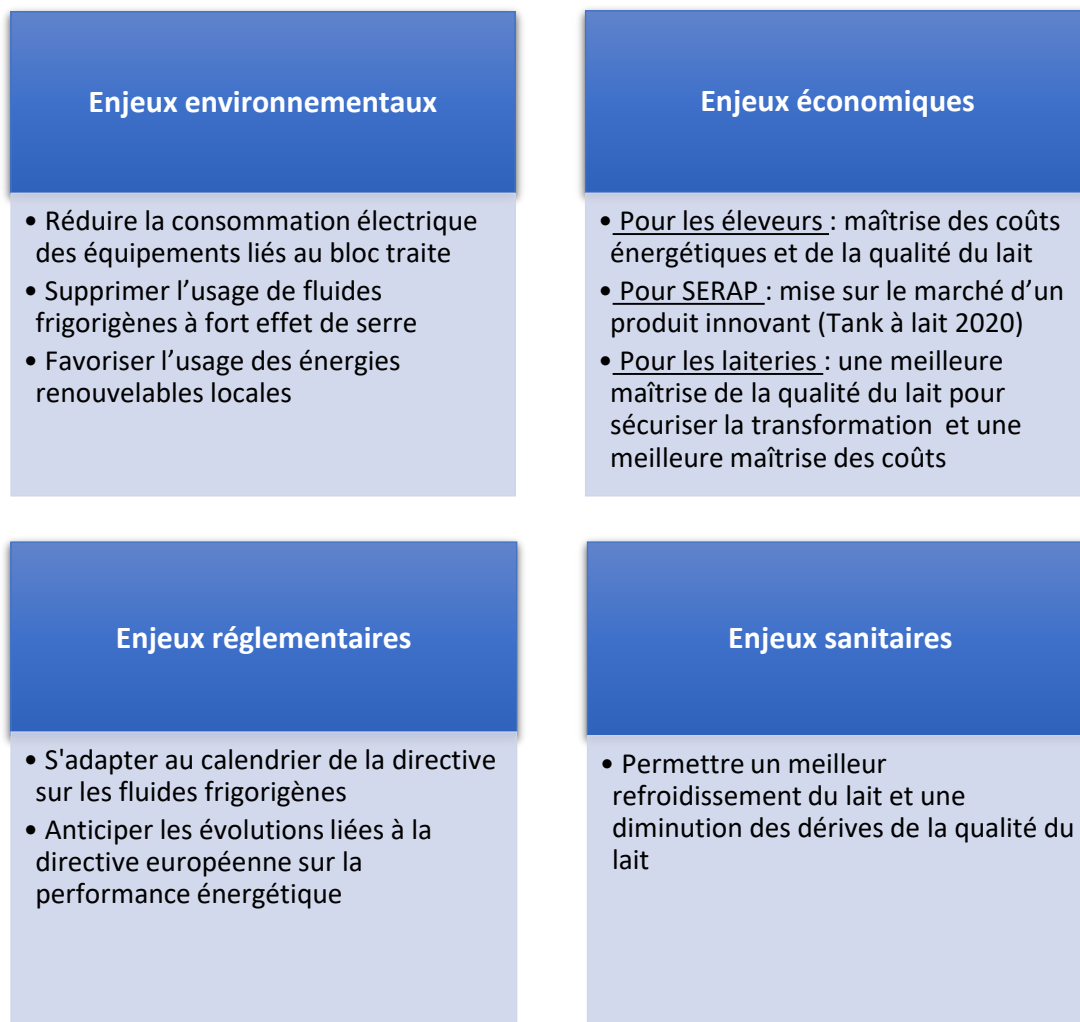 Enjeux environnementaux
• Réduire la consommation électrique
des équipements liés au bloc traite
• Supprimer l’usage de fluides
frigorigènes à fort effet de serre
• Favoriser l’usage des énergies
renouvelables locales
Enjeux économiques
• Pour les éleveurs : maîtrise des coûts
énergétiques et de la qualité du lait
• Pour SERAP : mise sur le marché d’un
produit innovant (Tank à lait 2020)
• Pour les laiteries : une meilleure
maîtrise de la qualité du lait pour
sécuriser la transformation et une
meilleure maîtrise des coûts
Enjeux réglementaires
• S'adapter au calendrier de la directive
sur les fluides frigorigènes
• Anticiper les évolutions liées à la
directive européenne sur la
performance énergétique
Enjeux sanitaires
• Permettre un meilleur
refroidissement du lait et une
diminution des dérives de la qualité du
lait